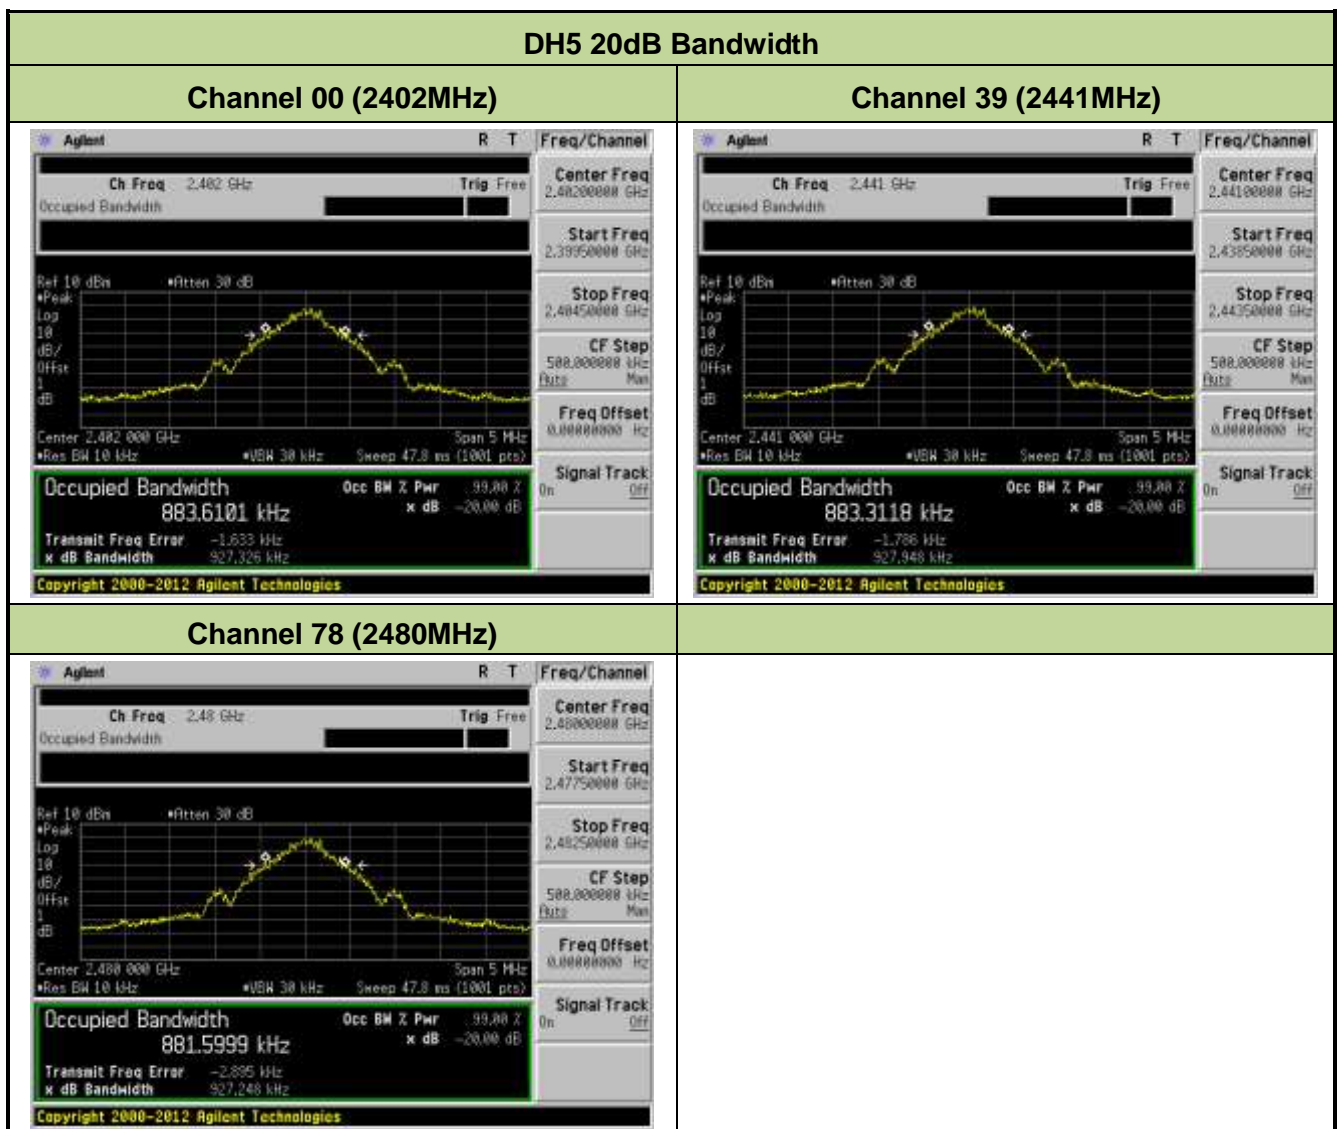 DH5 20dB Bandwidth
Channel 00 (2402MHz)
Channel 39 (2441MHz)
Agilent R T
Freq/Channel
Ch Freq 2.402 GHz Trig Free
Occupied Bandwidth
Center Freq
2.40200000 GHz
Start Freq
2.39950000 GHz
Stop Freq
2.40450000 GHz
CF Step
500.000000 kHz
Auto Man
Freq Offset
0.00000000 Hz
Signal Track
On Off
Ref 10 dBm •Atten 30 dB
•Peak
Log
10
dB/
Offst
1
dB
Center 2.402 000 GHz Span 5 MHz
•Res BW 10 kHz •VBW 30 kHz Sweep 47.8 ms (1001 pts)
Occupied Bandwidth Occ BW % Pwr 99.00 %
883.6101 kHz x dB -20.00 dB
Transmit Freq Error -1.633 kHz
x dB Bandwidth 927.326 kHz
Copyright 2000-2012 Agilent Technologies
Agilent R T
Freq/Channel
Ch Freq 2.441 GHz Trig Free
Occupied Bandwidth
Center Freq
2.44100000 GHz
Start Freq
2.43850000 GHz
Stop Freq
2.44350000 GHz
CF Step
500.000000 kHz
Auto Man
Freq Offset
0.00000000 Hz
Signal Track
On Off
Ref 10 dBm •Atten 30 dB
•Peak
Log
10
dB/
Offst
1
dB
Center 2.441 000 GHz Span 5 MHz
•Res BW 10 kHz •VBW 30 kHz Sweep 47.8 ms (1001 pts)
Occupied Bandwidth Occ BW % Pwr 99.00 %
883.3118 kHz x dB -20.00 dB
Transmit Freq Error -1.786 kHz
x dB Bandwidth 927.948 kHz
Copyright 2000-2012 Agilent Technologies
Channel 78 (2480MHz)
Agilent R T
Freq/Channel
Ch Freq 2.48 GHz Trig Free
Occupied Bandwidth
Center Freq
2.48000000 GHz
Start Freq
2.47750000 GHz
Stop Freq
2.48250000 GHz
CF Step
500.000000 kHz
Auto Man
Freq Offset
0.00000000 Hz
Signal Track
On Off
Ref 10 dBm •Atten 30 dB
•Peak
Log
10
dB/
Offst
1
dB
Center 2.480 000 GHz Span 5 MHz
•Res BW 10 kHz •VBW 30 kHz Sweep 47.8 ms (1001 pts)
Occupied Bandwidth Occ BW % Pwr 99.00 %
881.5999 kHz x dB -20.00 dB
Transmit Freq Error -2.895 kHz
x dB Bandwidth 927.248 kHz
Copyright 2000-2012 Agilent Technologies